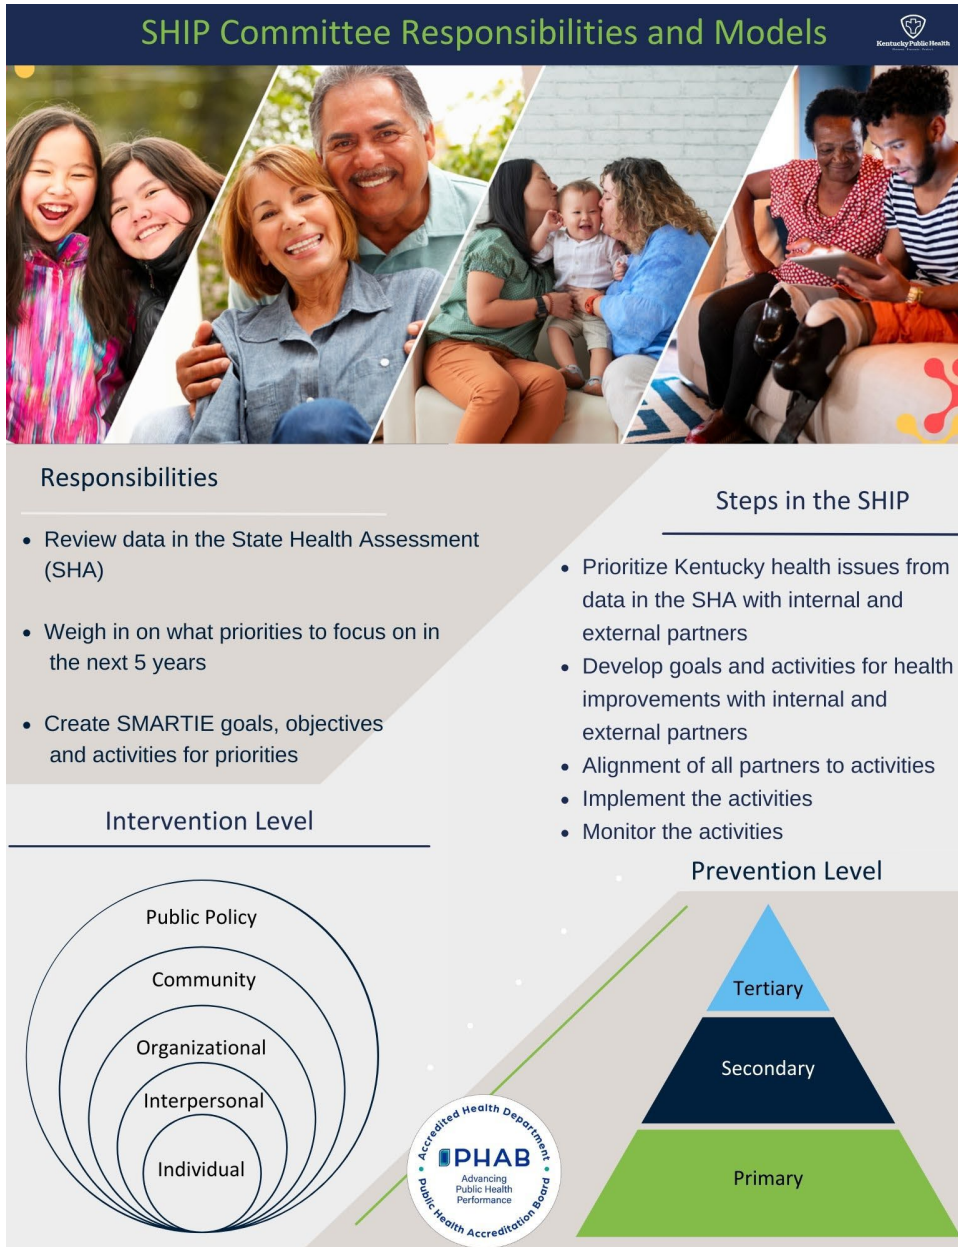 SHIP Committee Responsibilities and Models
Kentucky Public Health
Responsibilities
• Review data in the State Health Assessment
(SHA)
• Weigh in on what priorities to focus on in
the next 5 years
• Create SMARTIE goals, objectives
and activities for priorities
Steps in the SHIP
• Prioritize Kentucky health issues from
data in the SHA with internal and
external partners
• Develop goals and activities for health
improvements with internal and
external partners
• Alignment of all partners to activities
• Implement the activities
• Monitor the activities
Intervention Level
Public Policy
Community
Organizational
Interpersonal
Individual
Prevention Level
Tertiary
Secondary
Primary
Accredited Health Department
PHAB
Advancing
Public Health
Performance
Public Health Accreditation Board